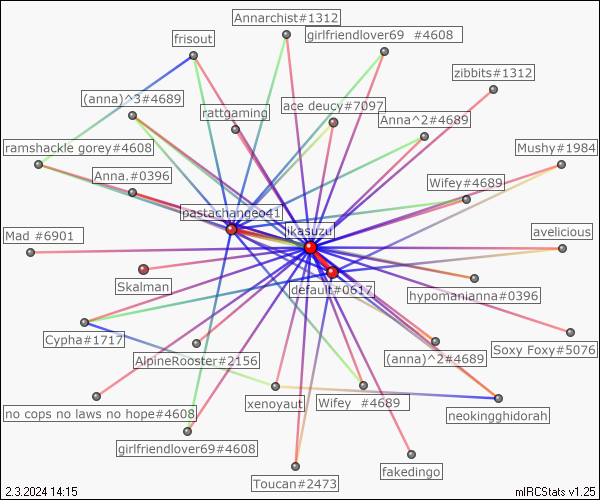 Annarchist#1312
girlfriendlover69 #4608
frisout
zibbits#1312
(anna)^3#4689
rattgaming
ace deucy#7097
Anna^2#4689
ramshackle gorey#4608
Mushy#1984
Anna.#0396
Wifey#4689
pastachangeo41
ikasuzu
avelicious
Mad #6901
Skalman
default#0617
hypomanianna#0396
Cypha#1717
AlpineRooster#2156
(anna)^2#4689
Soxy Foxy#5076
no cops no laws no hope#4608
xenoyaut
Wifey #4689
neokingghidorah
girlfriendlover69#4608
fakedingo
Toucan#2473
2.3.2024 14:15
mIRCStats v1.25